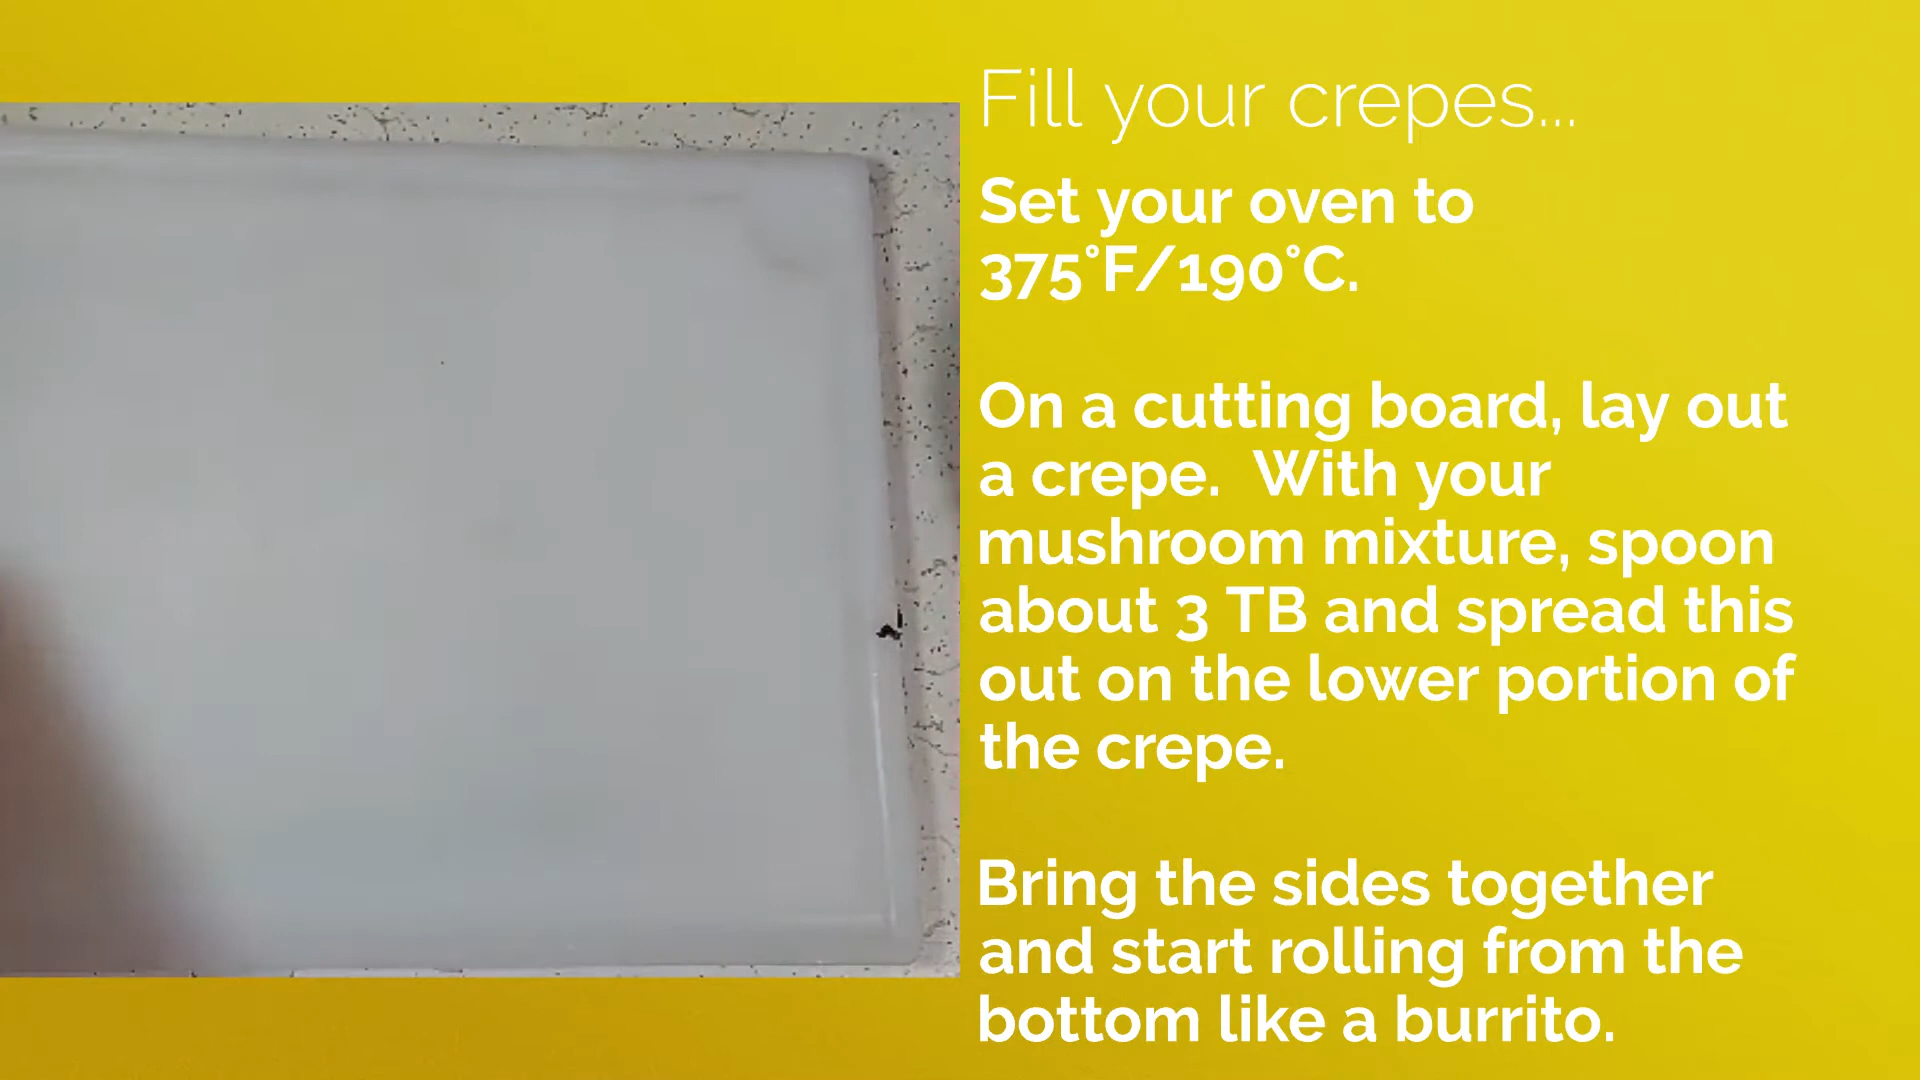 Fill your crepes...
Set your oven to
375°F/190°C.
On a cutting board, lay out
a crepe.  With your
mushroom mixture, spoon
about 3 TB and spread this
out on the lower portion of
the crepe.
Bring the sides together
and start rolling from the
bottom like a burrito.